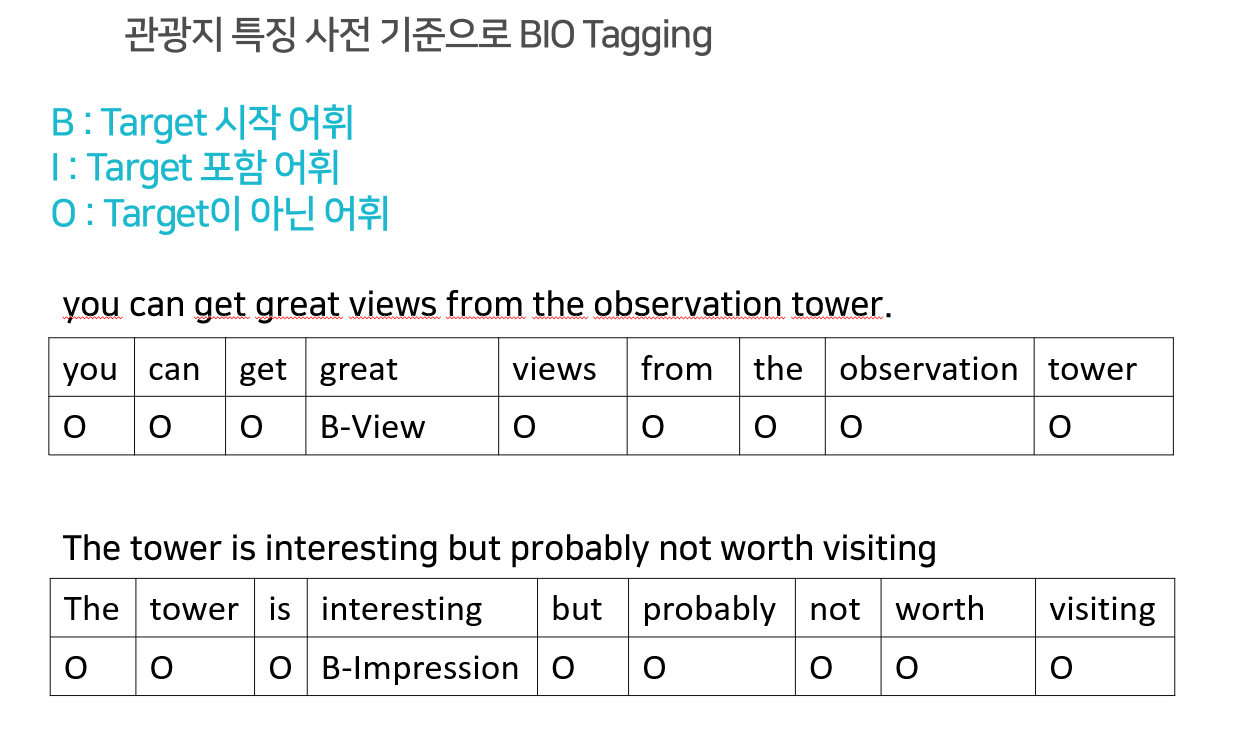 관광지 특징 사전 기준으로 BIO Tagging
B : Target 시작 어휘
I : Target 포함 어휘
O : Target이 아닌 어휘
you can get great views from the observation tower.
you can get great views from the observation tower
O O O B-View O O O O O
The tower is interesting but probably not worth visiting
The tower is interesting but probably not worth visiting
O O O B-Impression O O O O O